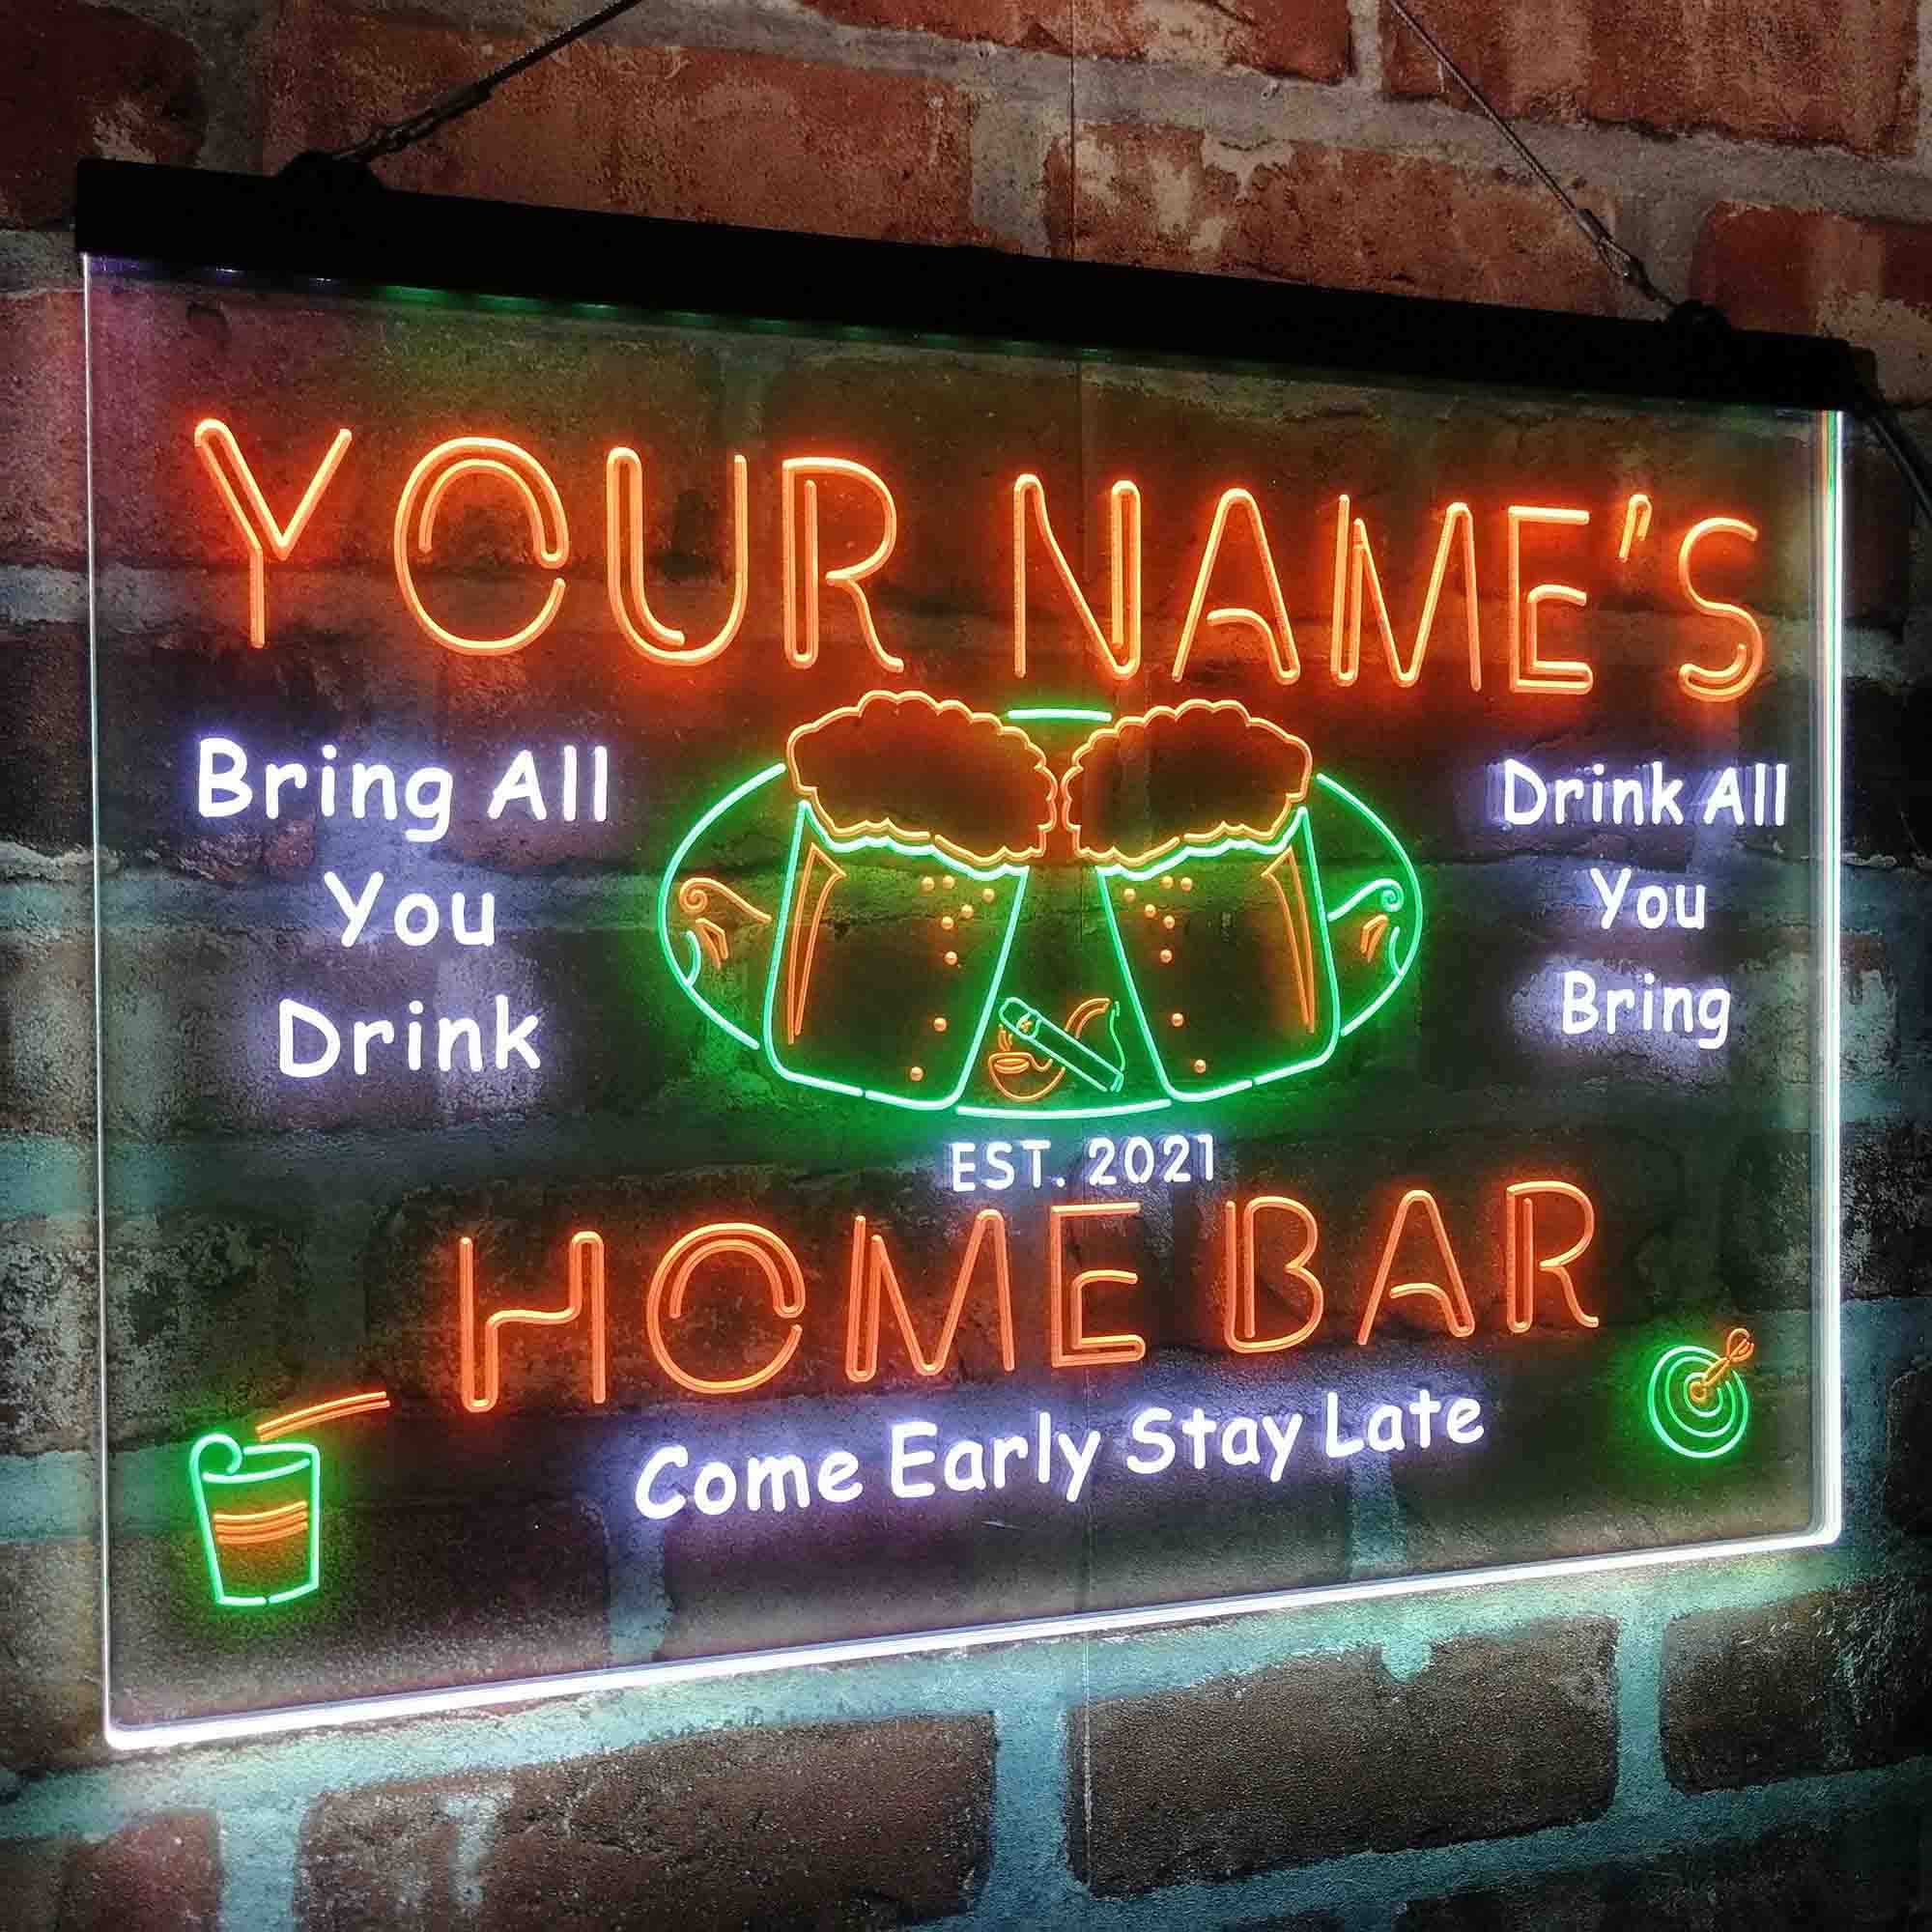 YOUR NAME'S
Bring All
You
Drink
Drink All
You
Bring
EST. 2021
HOME BAR
Come Early Stay Late